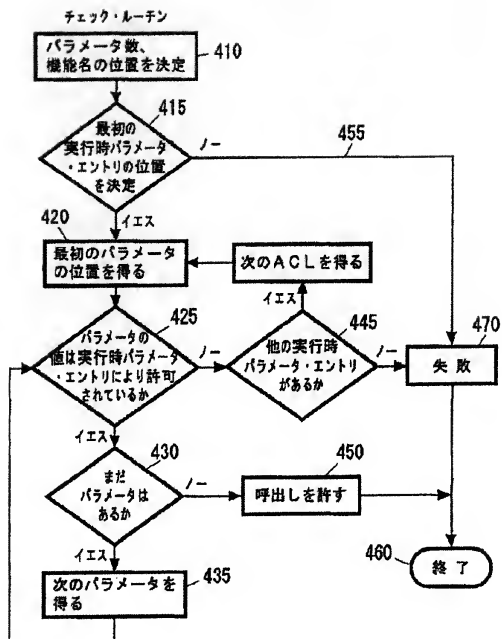 チェック・ルーチン
パラメータ数、
機能名の位置を決定
410
415
最初の
実行時パラメータ
・エントリの位置
を決定
ノー
455
イエス
420
最初のパラメータ
の位置を得る
次のACLを得る
イエス
425
パラメータの
値は実行時パラメータ
・エントリにより許可
されているか
ノー
445
他の実行時
パラメータ・エントリ
があるか
ノー
470
失敗
イエス
430
まだ
パラメータは
あるか
ノー
450
呼出しを許す
イエス
435
次のパラメータを
得る
460
終了